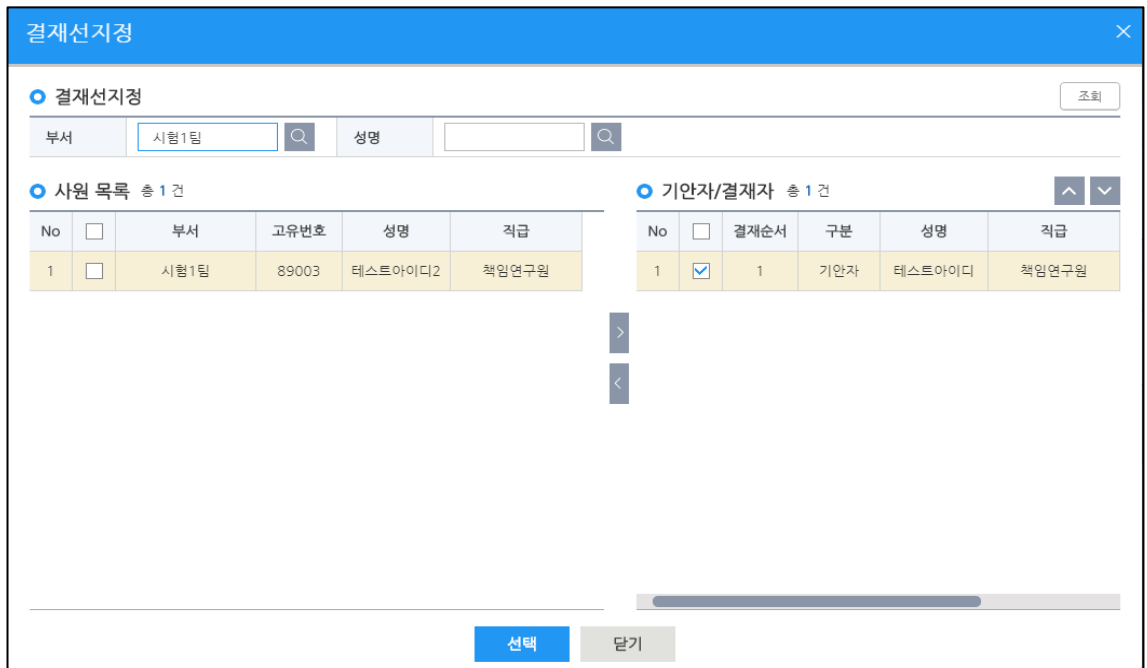 결재선지정
결재선지정
조회
부서 시험1팀 성명
사원 목록 총 1 건
기안자/결재자 총 1 건
No 부서 고유번호 성명 직급
1 시험1팀 89003 테스트아이디2 책임연구원
No 결재순서 구분 성명 직급
1 1 기안자 테스트아이디 책임연구원
선택 닫기